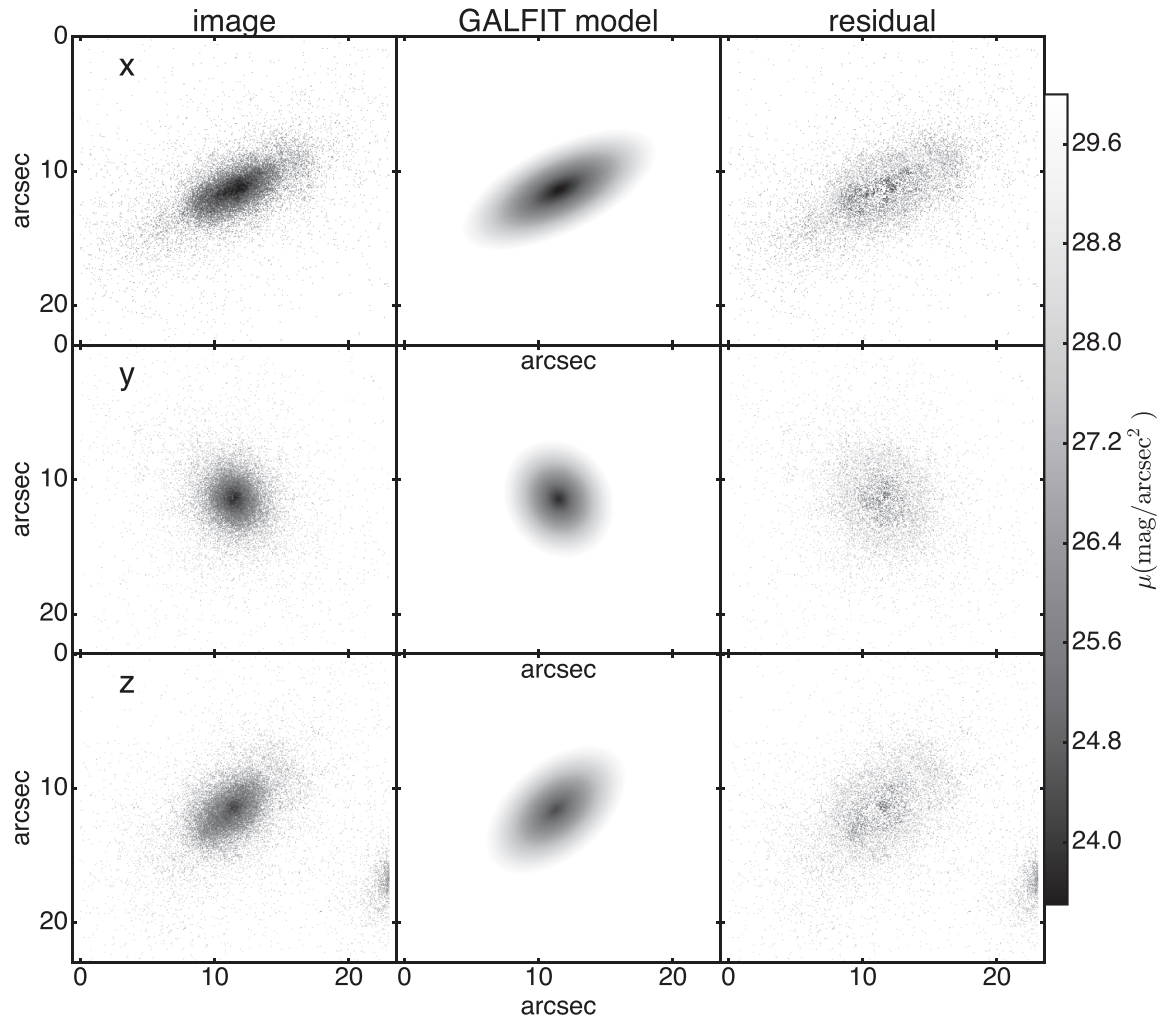 image GALFIT model residual
0
x
arcsec
10
20
0
arcsec
y
arcsec
10
20
0
arcsec
z
arcsec
10
20
0 10 20 0 10 20 0 10 20
arcsec
29.6
28.8
28.0
27.2
26.4
25.6
24.8
24.0
μ(mag/arcsec²)